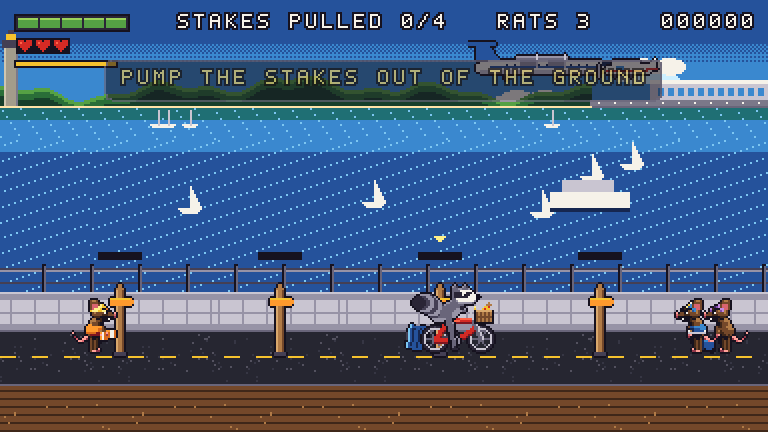 STAKES PULLED 0/4 RATS 3 000000
PUMP THE STAKES OUT OF THE GROUND